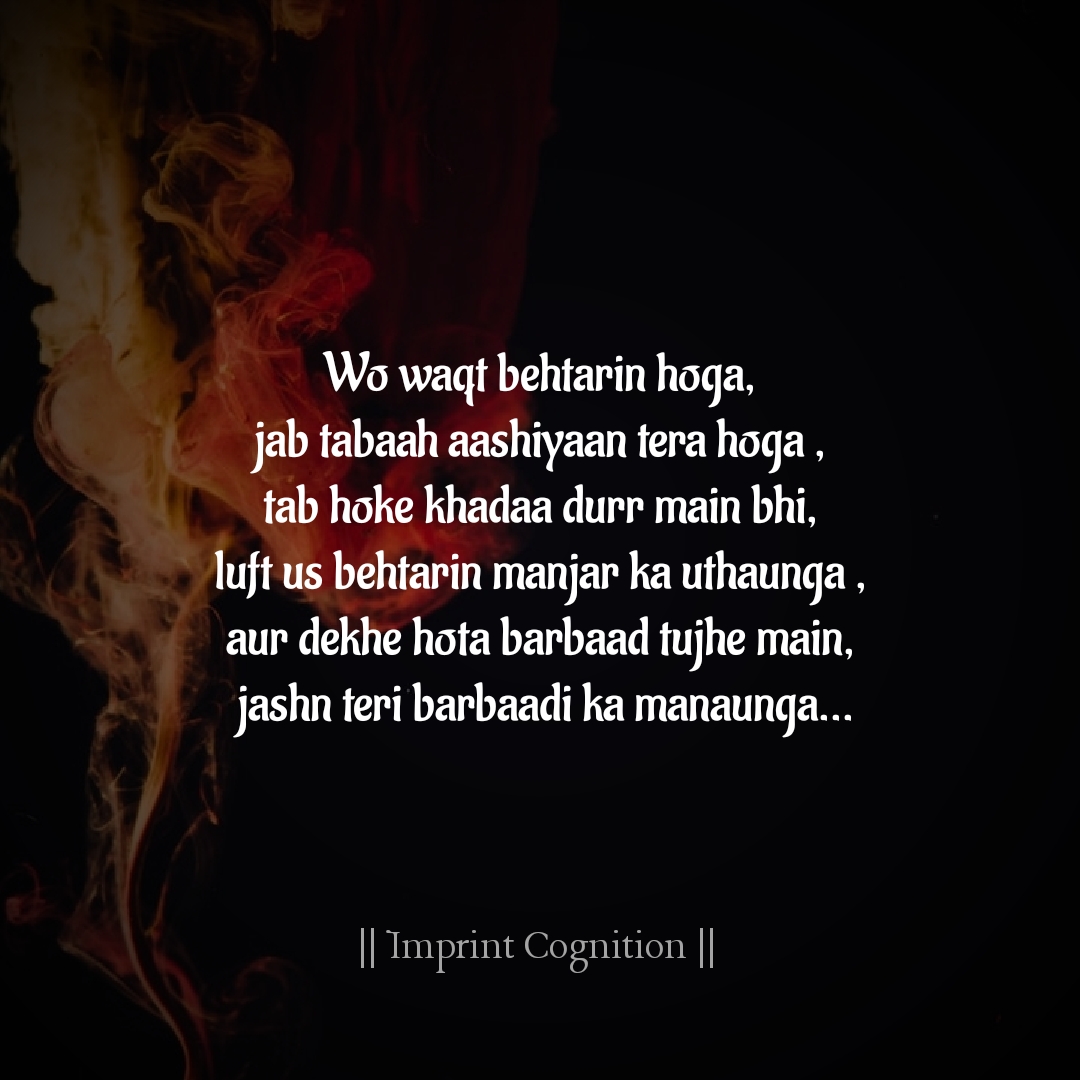 Wo waqt behtarin hoga,
jab tabaah aashiyaan tera hoga ,
tab hoke khadaa durr main bhi,
luft us behtarin manjar ka uthaunga ,
aur dekhe hota barbaad tujhe main,
jashn teri barbaadi ka manaunga...
|| Imprint Cognition ||